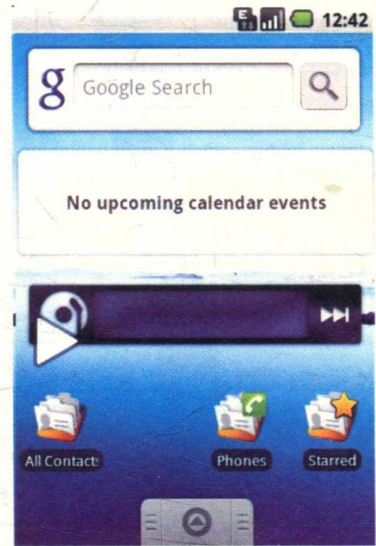 E 12:42
g Google Search
No upcoming calendar events
All Contacts Phones Starred